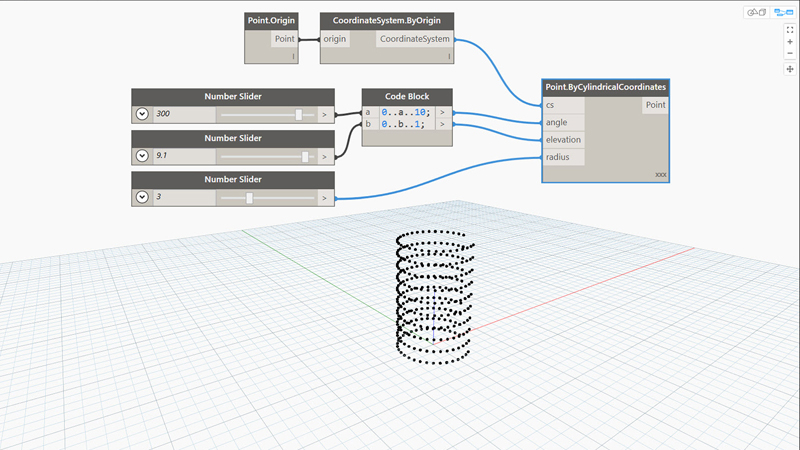 Point.Origin
Point
l
CoordinateSystem.ByOrigin
origin
CoordinateSystem
l
Number Slider
300
>
Number Slider
9.1
>
Number Slider
3
>
Code Block
a
0..a..10;
>
b
0..b..1;
>
Point.ByCylindricalCoordinates
cs
Point
angle
elevation
radius
xxx